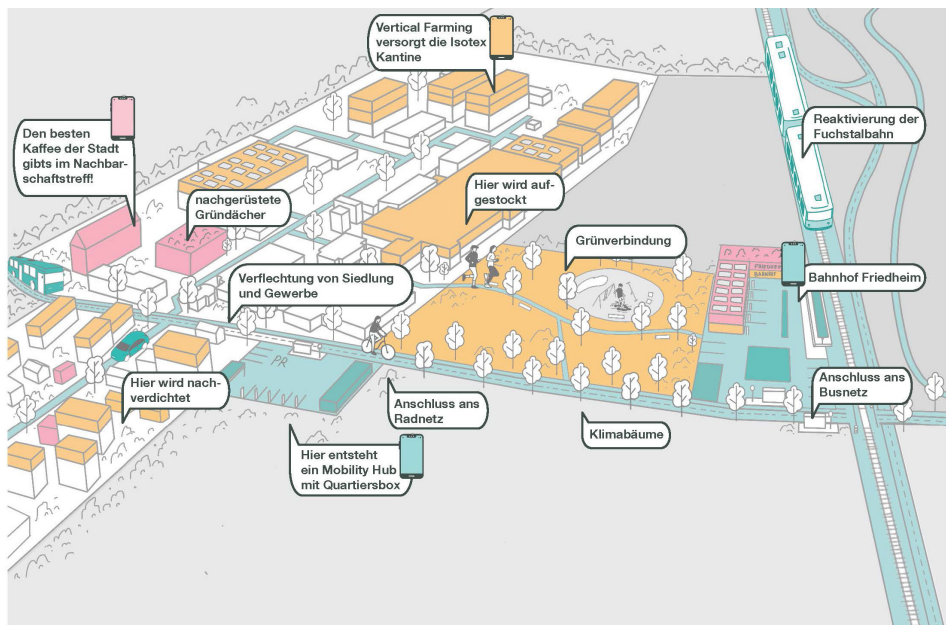 Vertical Farming
versorgt die Isotex
Kantine
Den besten
Kaffee der Stadt
gibts im Nachbar-
schaftstreff!
Reaktivierung der
Fuchstalbahn
nachgerüstete
Gründächer
Hier wird auf-
gestockt
Grünverbindung
FRIEDHEIM
BAHNHOF
Bahnhof Friedheim
Verflechtung von Siedlung
und Gewerbe
PR
Hier wird nach-
verdichtet
Anschluss ans
Radnetz
Anschluss ans
Busnetz
Klimabäume
Hier entsteht
ein Mobility Hub
mit Quartiersbox